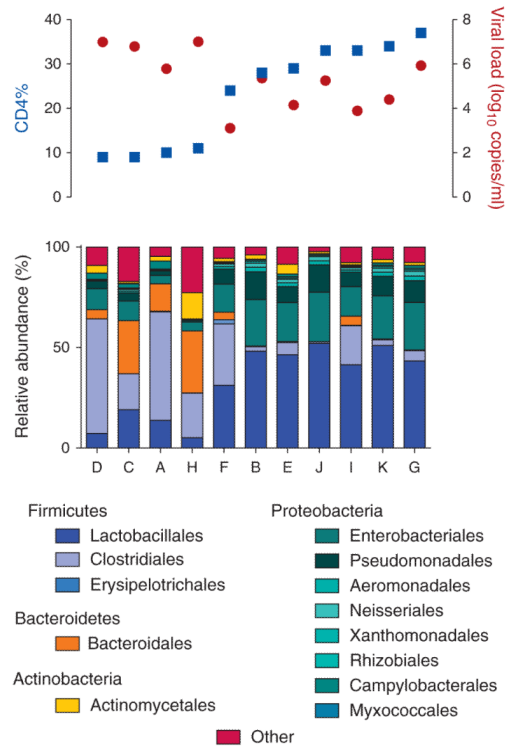 40
30
20
10
0
CD4%
8
6
4
2
0
Viral load (log10 copies/ml)
100
50
0
Relative abundance (%)
D C A H F B E J I K G
Firmicutes
Lactobacillales
Clostridiales
Erysipelotrichales
Bacteroidetes
Bacteroidales
Actinobacteria
Actinomycetales
Proteobacteria
Enterobacteriales
Pseudomonadales
Aeromonadales
Neisseriales
Xanthomonadales
Rhizobiales
Campylobacterales
Myxococcales
Other